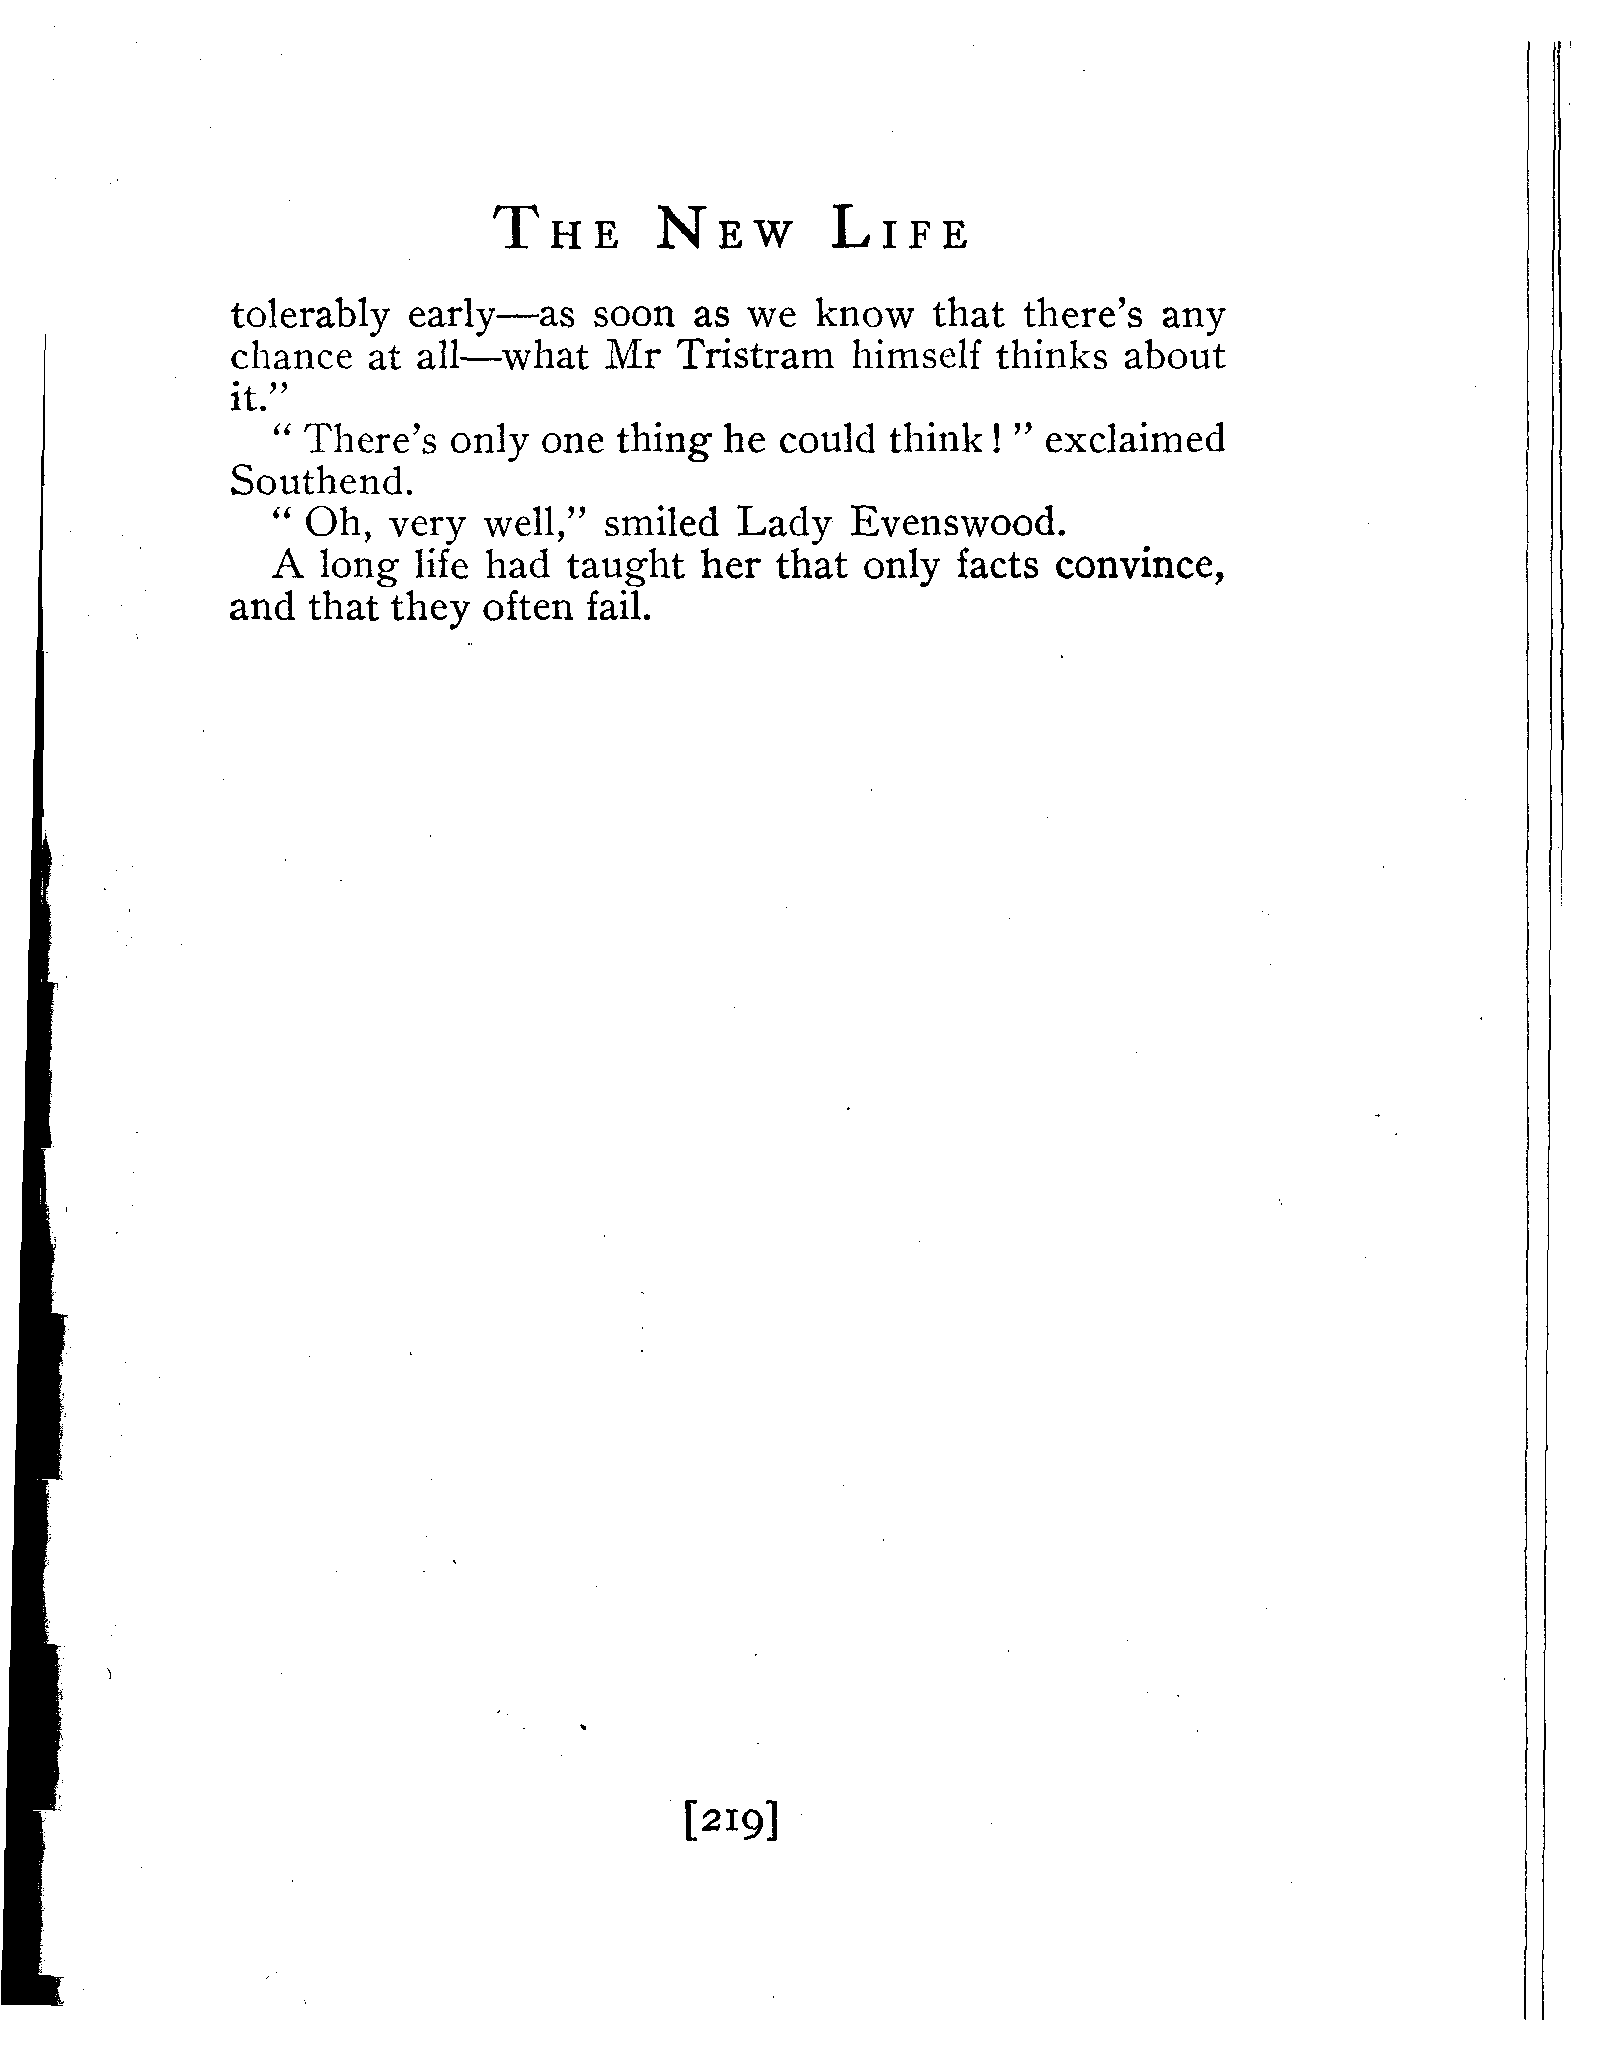 THE NEW LIFE
tolerably early—as soon as we know that there's any
chance at all—what Mr Tristram himself thinks about
it.”
“ There's only one thing he could think! ” exclaimed
Southend.
“ Oh, very well,” smiled Lady Evenswood.
A long life had taught her that only facts convince,
and that they often fail.
[219]